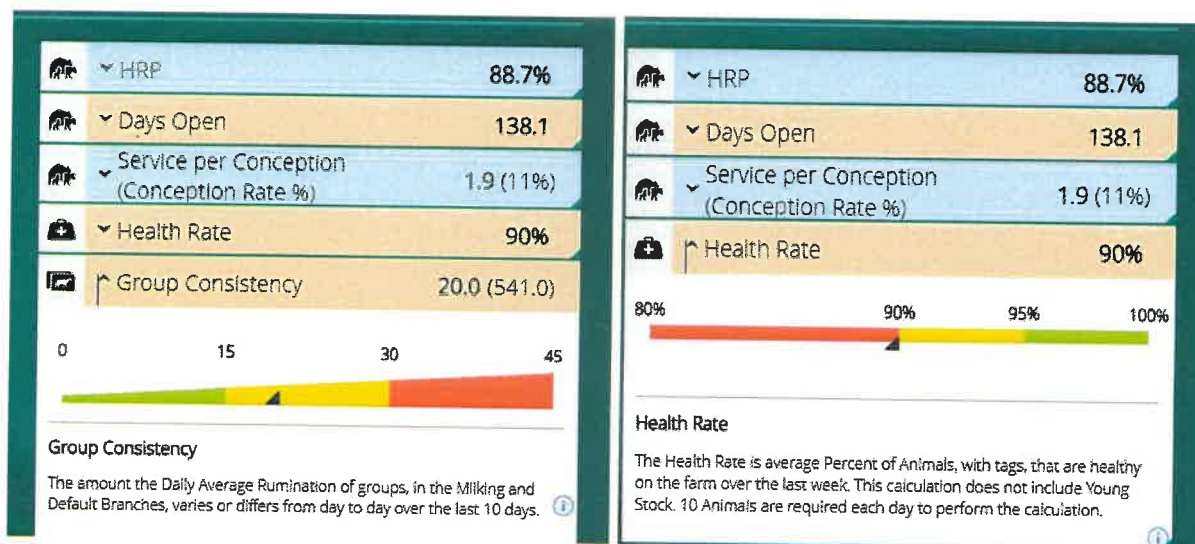 HRP 88.7%
Days Open 138.1
Service per Conception
(Conception Rate %) 1.9 (11%)
Health Rate 90%
Group Consistency 20.0 (541.0)
0 15 30 45
Group Consistency
The amount the Daily Average Rumination of groups, in the Milking and
Default Branches, varies or differs from day to day over the last 10 days.
HRP 88.7%
Days Open 138.1
Service per Conception
(Conception Rate %) 1.9 (11%)
Health Rate 90%
80% 90% 95% 100%
Health Rate
The Health Rate is average Percent of Animals, with tags, that are healthy
on the farm over the last week. This calculation does not include Young
Stock. 10 Animals are required each day to perform the calculation.